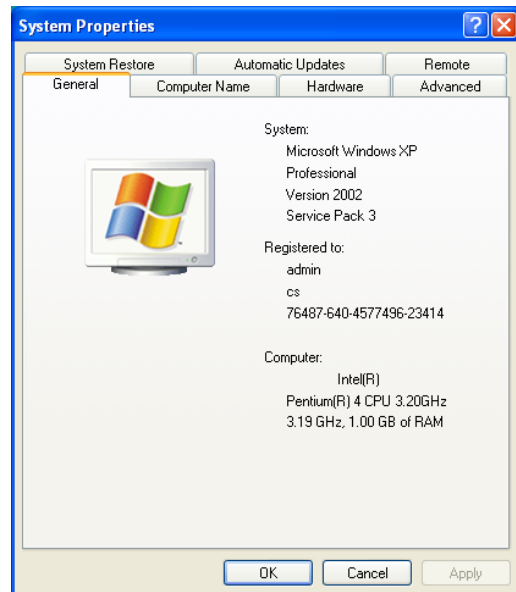 System Properties
System Restore
Automatic Updates
Remote
General
Computer Name
Hardware
Advanced
System:
Microsoft Windows XP
Professional
Version 2002
Service Pack 3
Registered to:
admin
cs
76487-640-4577496-23414
Computer:
Intel(R)
Pentium(R) 4 CPU 3.20GHz
3.19 GHz, 1.00 GB of RAM
OK
Cancel
Apply